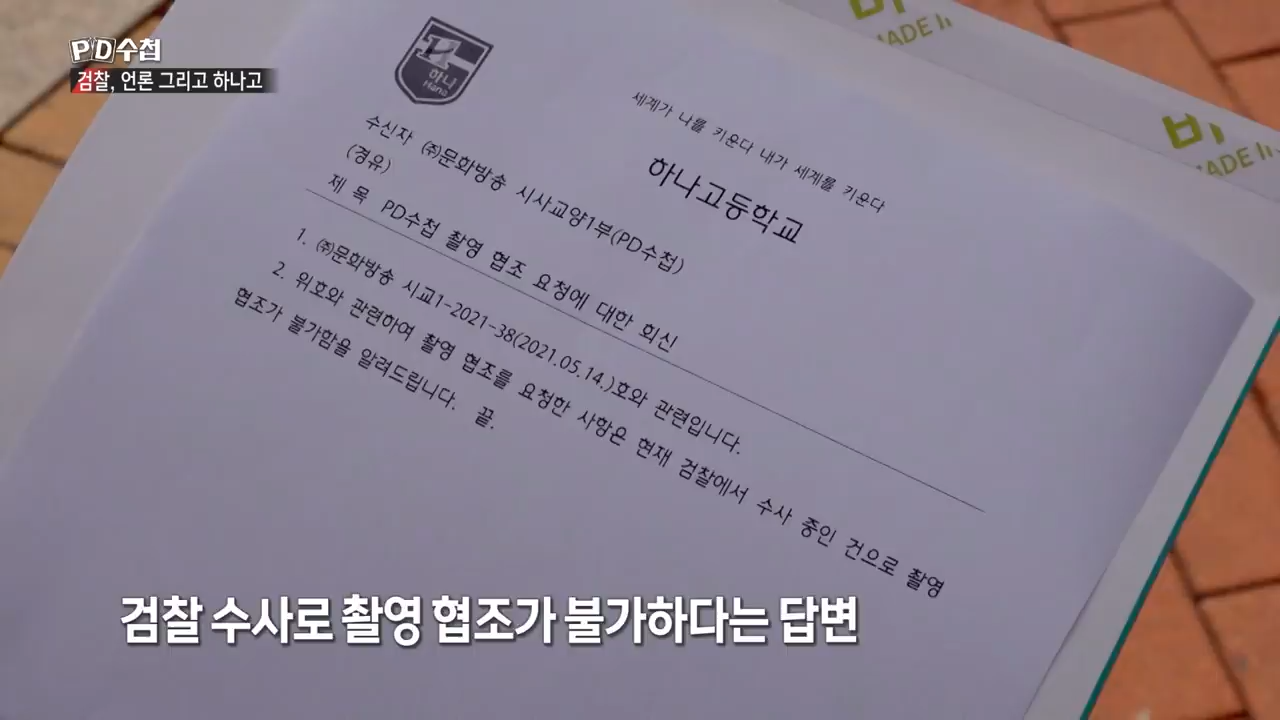 PD수첩
검찰, 언론 그리고 하나고
하나
Hana
세계가 나를 키운다 내가 세계를 키운다
하나고등학교
수신자 ㈜문화방송 시사교양1부(PD수첩)
(경유)
제 목 PD수첩 촬영 협조 요청에 대한 회신
1. ㈜문화방송 시교1-2021-38(2021.05.14.)호와 관련입니다.
2. 위호와 관련하여 촬영 협조를 요청한 사항은 현재 검찰에서 수사 중인 건으로 촬영
협조가 불가함을 알려드립니다. 끝.
검찰 수사로 촬영 협조가 불가하다는 답변